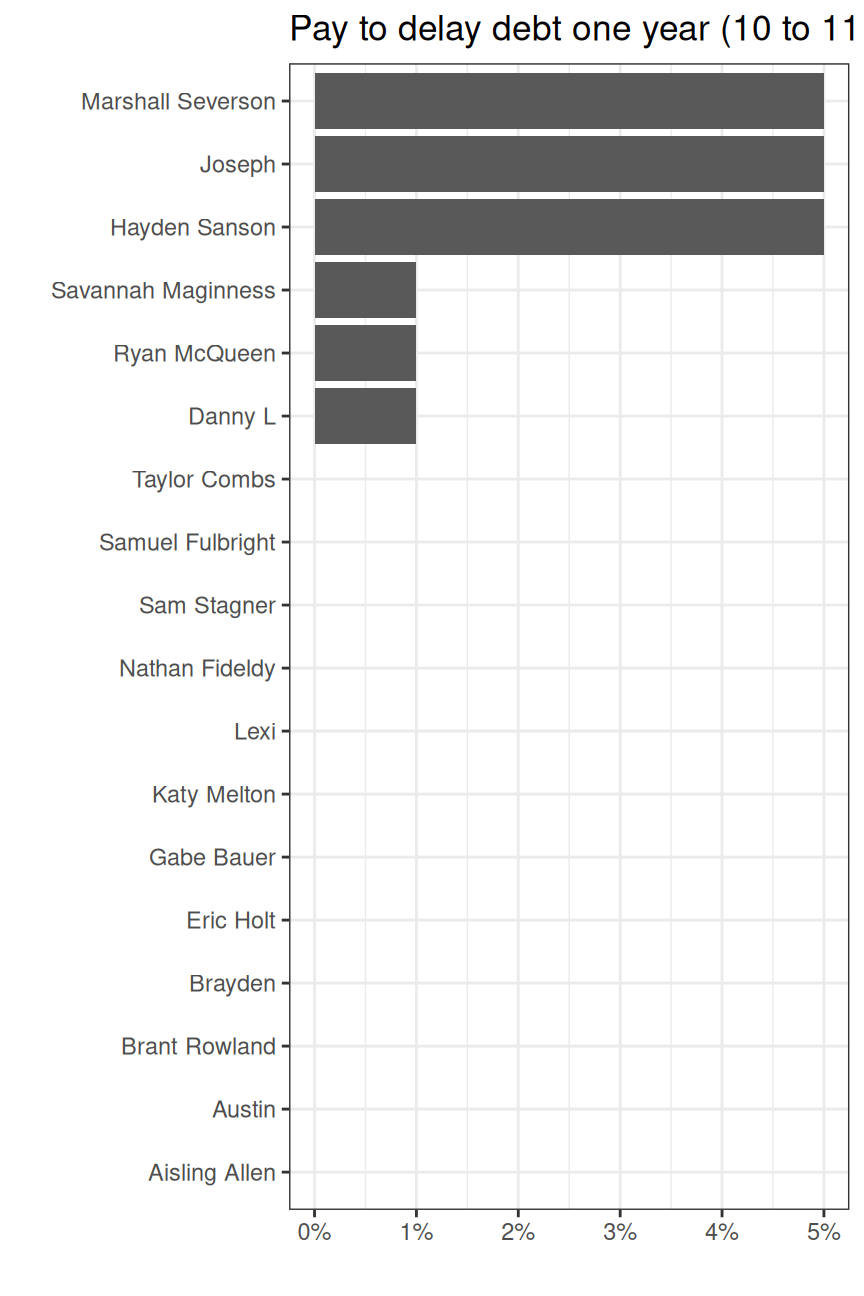 Pay to delay debt one year (10 to 11
Marshall Severson
Joseph
Hayden Sanson
Savannah Maginness
Ryan McQueen
Danny L
Taylor Combs
Samuel Fulbright
Sam Stagner
Nathan Fideldy
Lexi
Katy Melton
Gabe Bauer
Eric Holt
Brayden
Brant Rowland
Austin
Aisling Allen
0% 1% 2% 3% 4% 5%